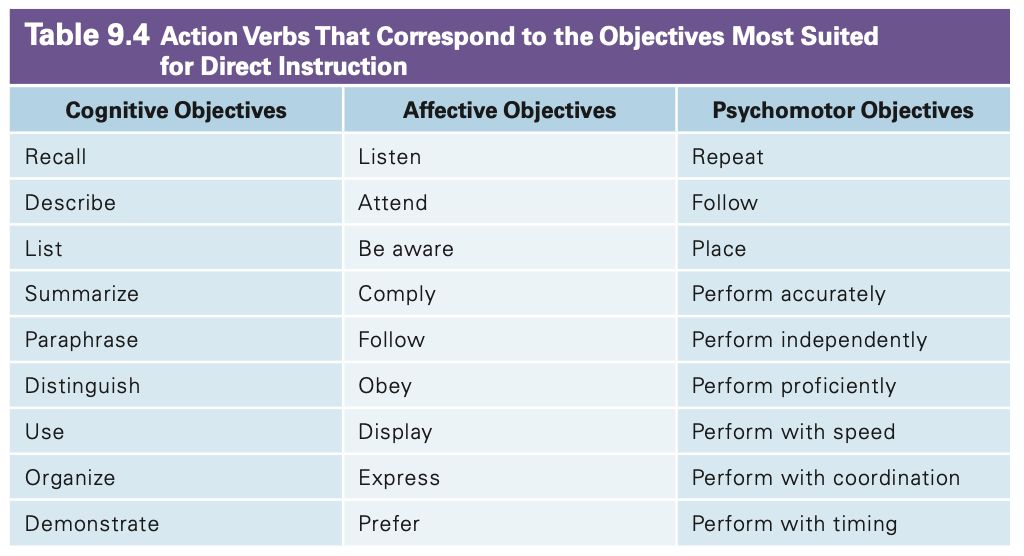 Table 9.4 Action Verbs That Correspond to the Objectives Most Suited
for Direct Instruction
Cognitive Objectives Affective Objectives Psychomotor Objectives
Recall Listen Repeat
Describe Attend Follow
List Be aware Place
Summarize Comply Perform accurately
Paraphrase Follow Perform independently
Distinguish Obey Perform proficiently
Use Display Perform with speed
Organize Express Perform with coordination
Demonstrate Prefer Perform with timing